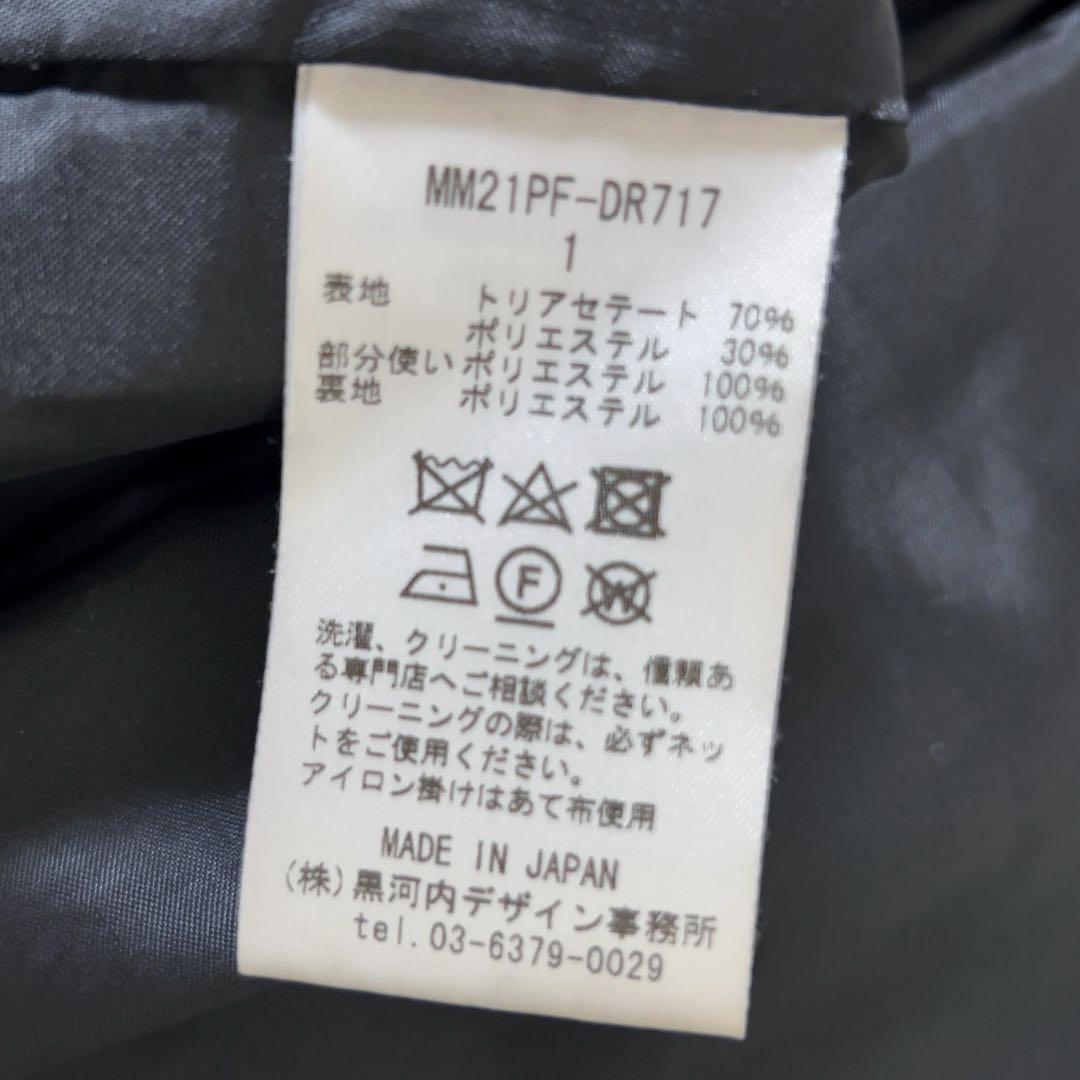 MM21PF-DR717
1
表地 トリアセテート 70%
ポリエステル 30%
部分使い ポリエステル 100%
裏地 ポリエステル 100%
F W
洗濯、クリーニングは、信頼あ
る専門店へご相談ください。
クリーニングの際は、必ずネッ
トをご使用ください。
アイロン掛けはあて布使用
MADE IN JAPAN
(株)黒河内デザイン事務所
tel.03-6379-0029